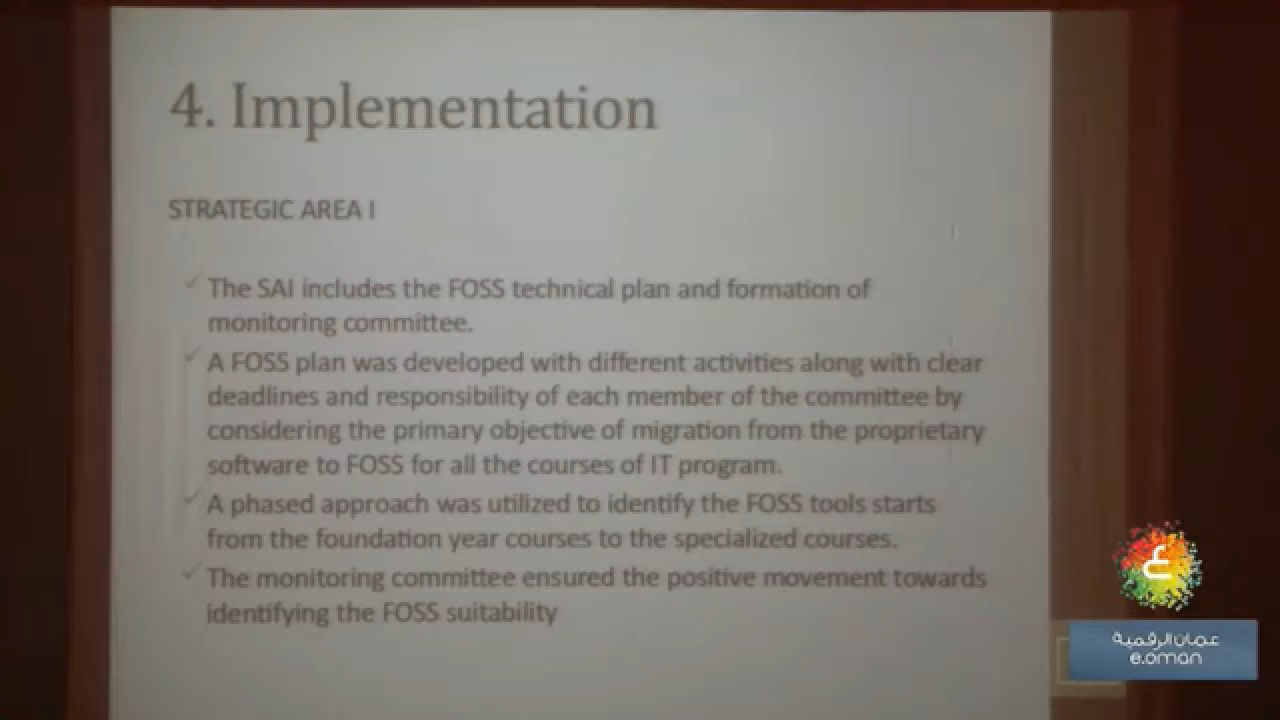 4. Implementation
STRATEGIC AREA I
The SAI includes the FOSS technical plan and formation of
monitoring committee.
A FOSS plan was developed with different activities along with clear
deadlines and responsibility of each member of the committee by
considering the primary objective of migration from the proprietary
software to FOSS for all the courses of IT program.
A phased approach was utilized to identify the FOSS tools starts
from the foundation year courses to the specialized courses.
The monitoring committee ensured the positive movement towards
identifying the FOSS suitability
ع
عمان الرقمية
e.oman